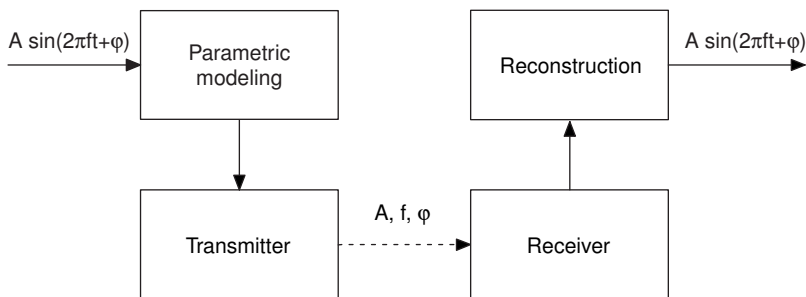 A sin(2πft+φ)
Parametric
modeling
Reconstruction
A sin(2πft+φ)
Transmitter
A, f, φ
Receiver